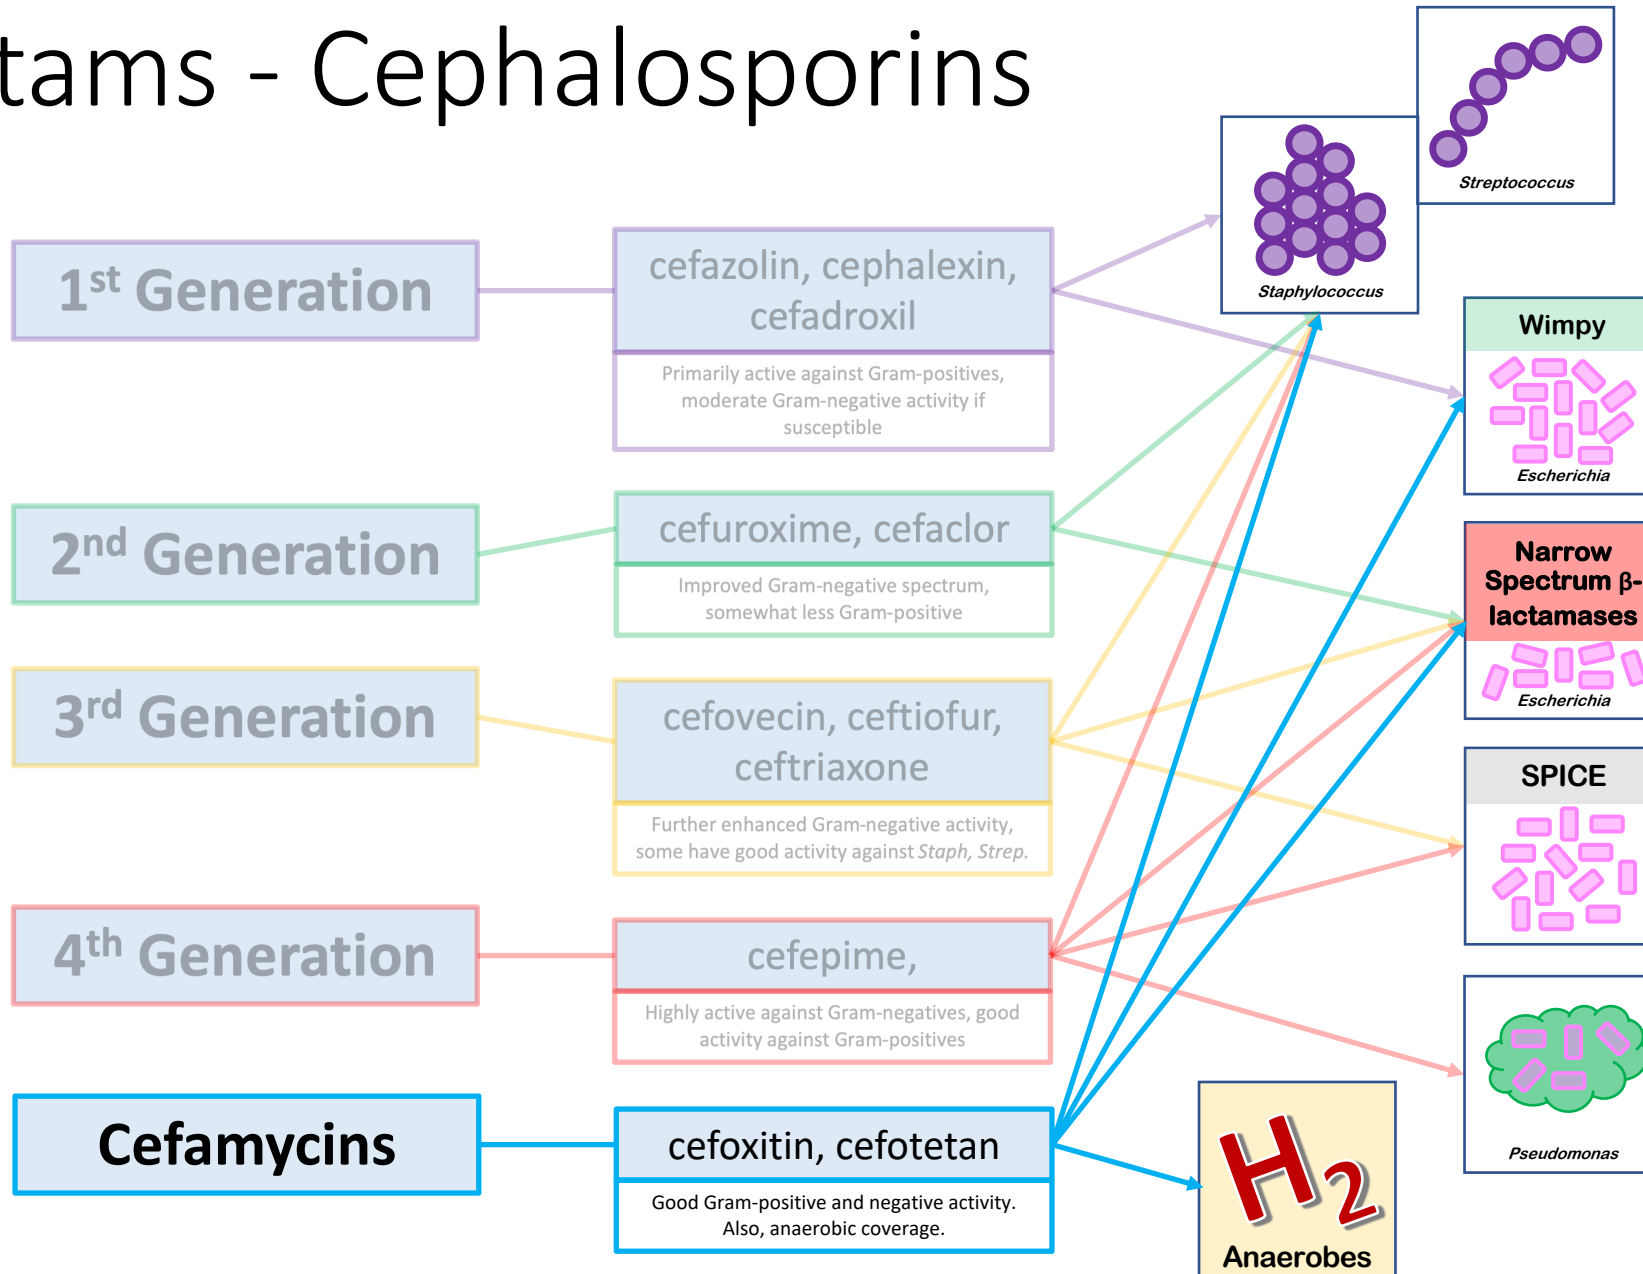 tams - Cephalosporins
Streptococcus
Staphylococcus
1st Generation
cefazolin, cephalexin,
cefadroxil
Primarily active against Gram-positives,
moderate Gram-negative activity if
susceptible
Wimpy
Escherichia
2nd Generation
cefuroxime, cefaclor
Improved Gram-negative spectrum,
somewhat less Gram-positive
Narrow
Spectrum β-
lactamases
Escherichia
3rd Generation
cefovecin, ceftiofur,
ceftriaxone
Further enhanced Gram-negative activity,
some have good activity against Staph, Strep.
SPICE
4th Generation
cefepime,
Highly active against Gram-negatives, good
activity against Gram-positives
Pseudomonas
Cefamycins
cefoxitin, cefotetan
Good Gram-positive and negative activity.
Also, anaerobic coverage.
H2
Anaerobes